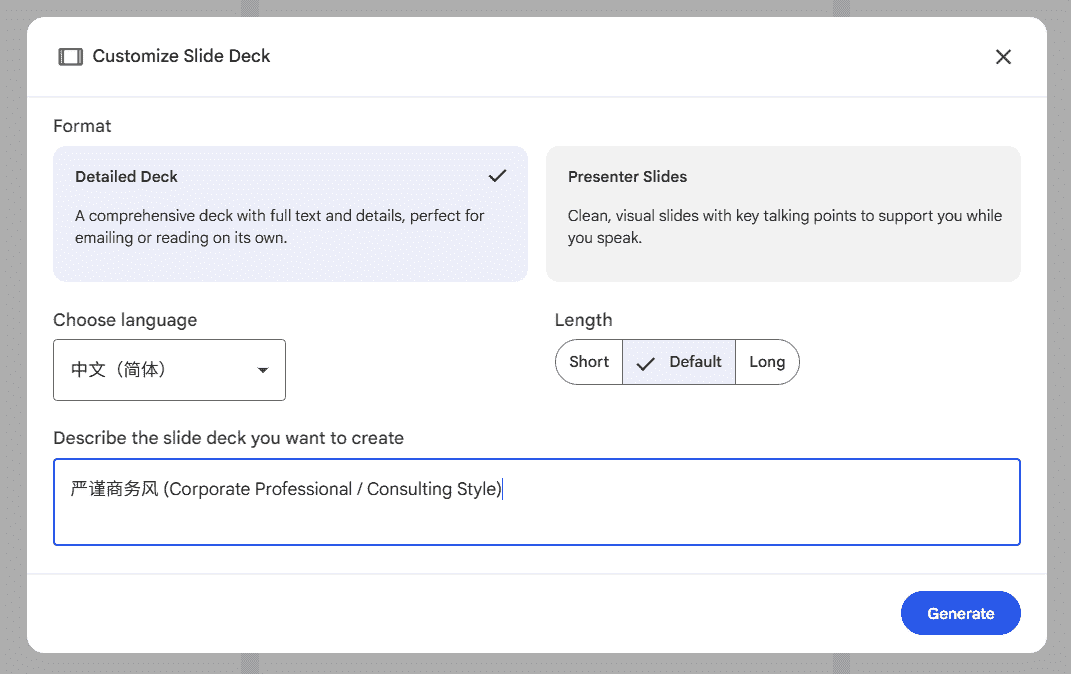 Customize Slide Deck
Format
Detailed Deck
A comprehensive deck with full text and details, perfect for
emailing or reading on its own.
Presenter Slides
Clean, visual slides with key talking points to support you while
you speak.
Choose language
中文（简体）
Length
Short
Default
Long
Describe the slide deck you want to create
严谨商务风 (Corporate Professional / Consulting Style)
Generate